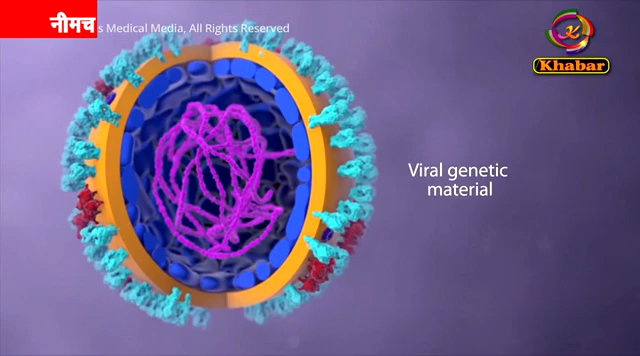 नीमच
s Medical Media, All Rights Reserved
K
Khabar
Viral genetic
material